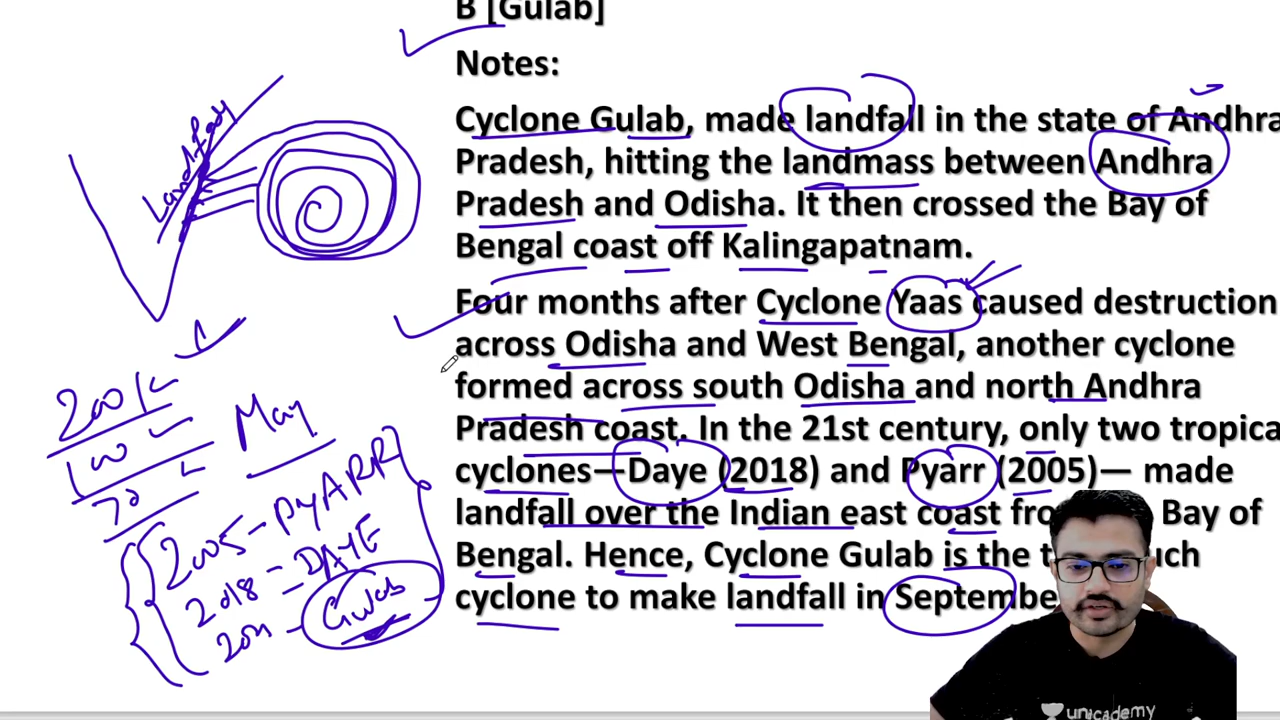 B [Gulab]
Notes:
Cyclone Gulab, made landfall in the state of Andhra
Pradesh, hitting the landmass between Andhra
Pradesh and Odisha. It then crossed the Bay of
Bengal coast off Kalingapatnam.
Four months after Cyclone Yaas caused destruction
across Odisha and West Bengal, another cyclone
formed across south Odisha and north Andhra
Pradesh coast. In the 21st century, only two tropica
cyclones—Daye (2018) and Pyarr (2005)— made
landfall over the Indian east coast fro Bay of
Bengal. Hence, Cyclone Gulab is the t uch
cyclone to make landfall in Septembe
May
2005 - PYARR
2018 = DAYE
Gulab
unacademy